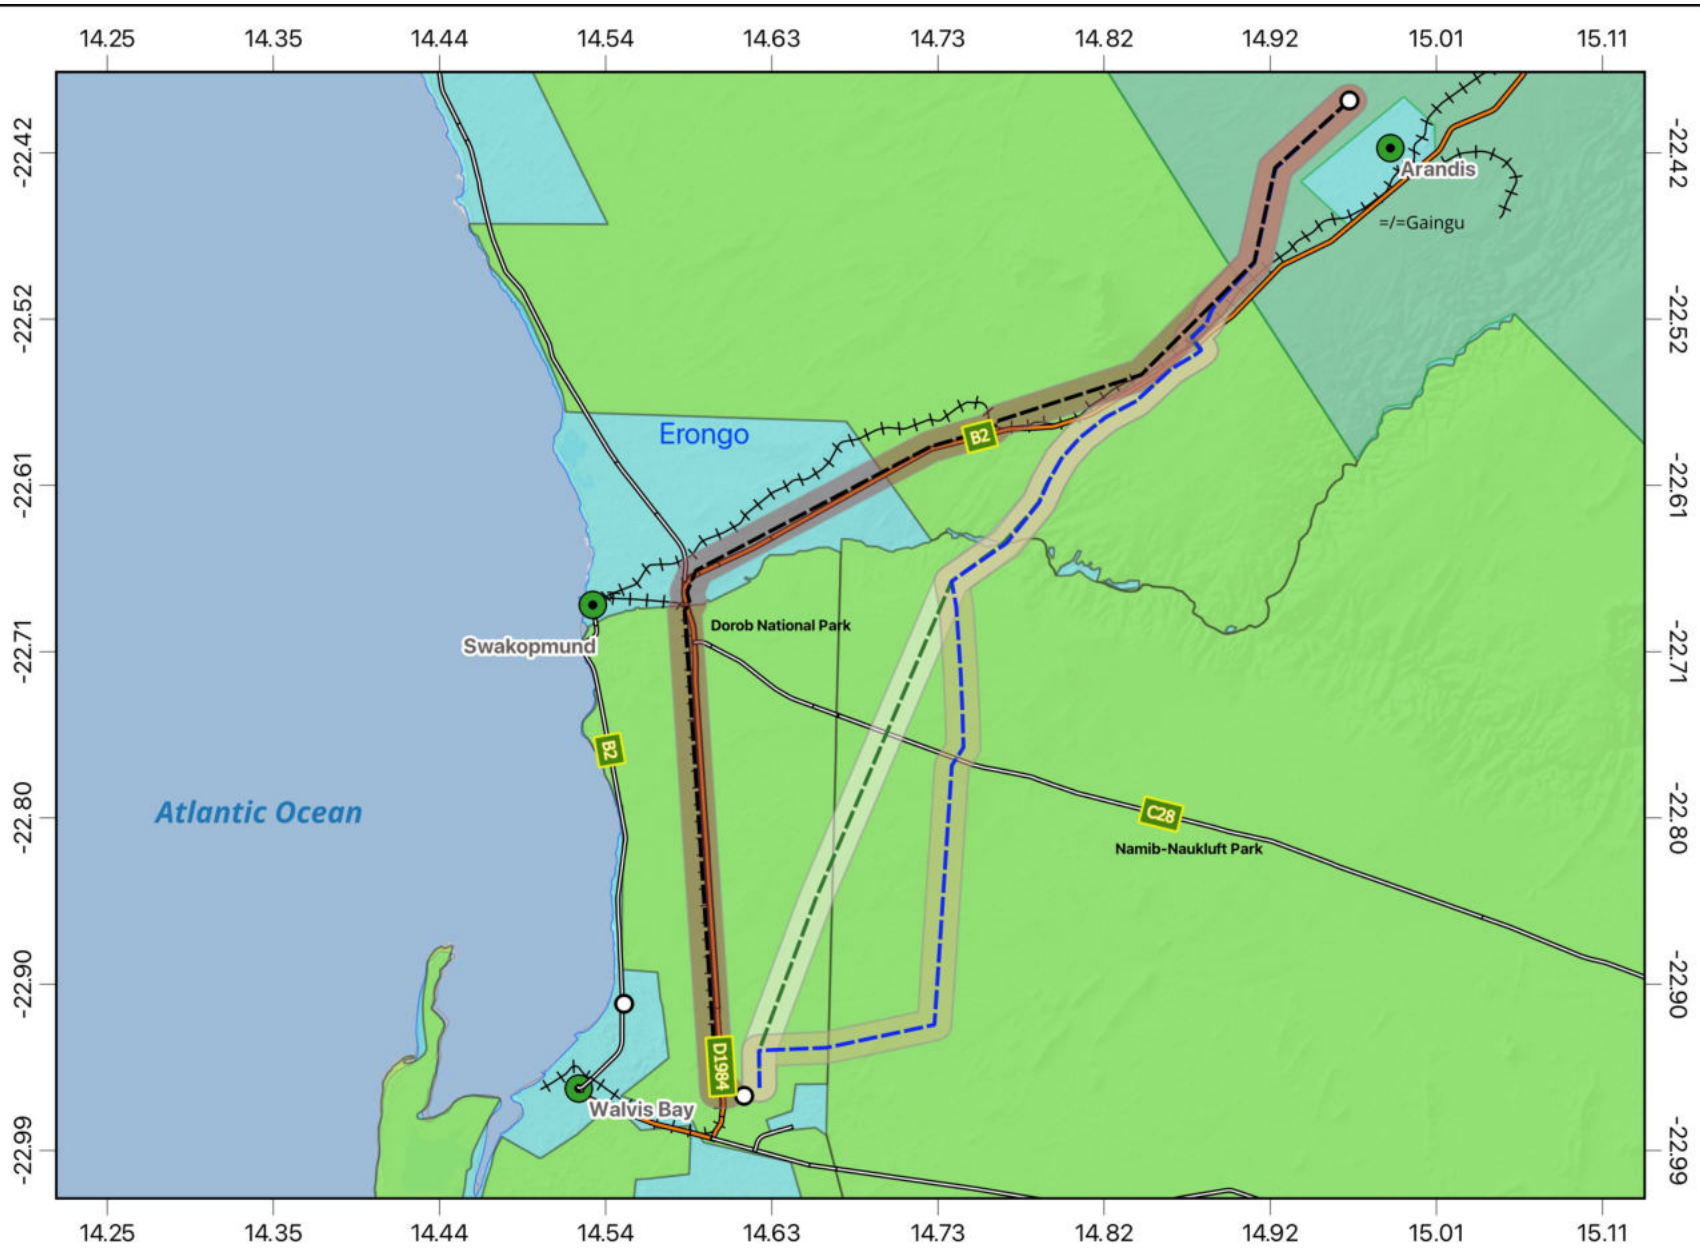 14.25 14.35 14.44 14.54 14.63 14.73 14.82 14.92 15.01 15.11
-22.42
-22.42
Arandis
=/=Gaingu
-22.52
-22.52
Erongo
B2
-22.61
-22.61
Dorob National Park
Swakopmund
-22.71
-22.71
B2
Atlantic Ocean
-22.80
C28
-22.80
Namib-Naukluft Park
-22.90
-22.90
D1984
Walvis Bay
-22.99
-22.99
14.25 14.35 14.44 14.54 14.63 14.73 14.82 14.92 15.01 15.11